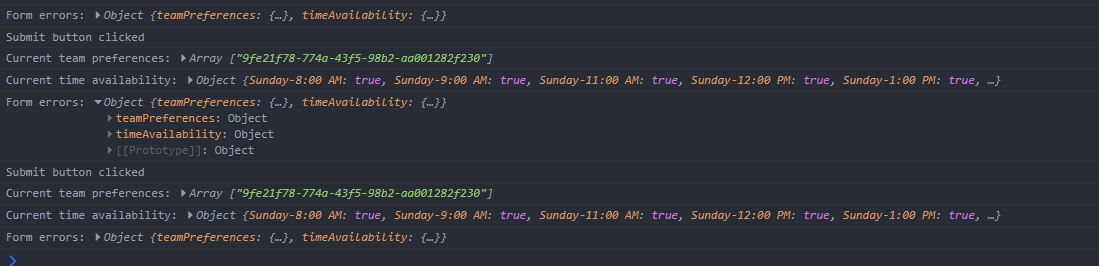 Form errors: ▶Object {teamPreferences: {…}, timeAvailability: {…}}
Submit button clicked
Current team preferences: ▶Array ["9fe21f78-774a-43f5-98b2-aa001282f230"]
Current time availability: ▶Object {Sunday-8:00 AM: true, Sunday-9:00 AM: true, Sunday-11:00 AM: true, Sunday-12:00 PM: true, Sunday-1:00 PM: true, …}
Form errors: ▼Object {teamPreferences: {…}, timeAvailability: {…}}
▶teamPreferences: Object
▶timeAvailability: Object
▶[[Prototype]]: Object
Submit button clicked
Current team preferences: ▶Array ["9fe21f78-774a-43f5-98b2-aa001282f230"]
Current time availability: ▶Object {Sunday-8:00 AM: true, Sunday-9:00 AM: true, Sunday-11:00 AM: true, Sunday-12:00 PM: true, Sunday-1:00 PM: true, …}
Form errors: ▶Object {teamPreferences: {…}, timeAvailability: {…}}